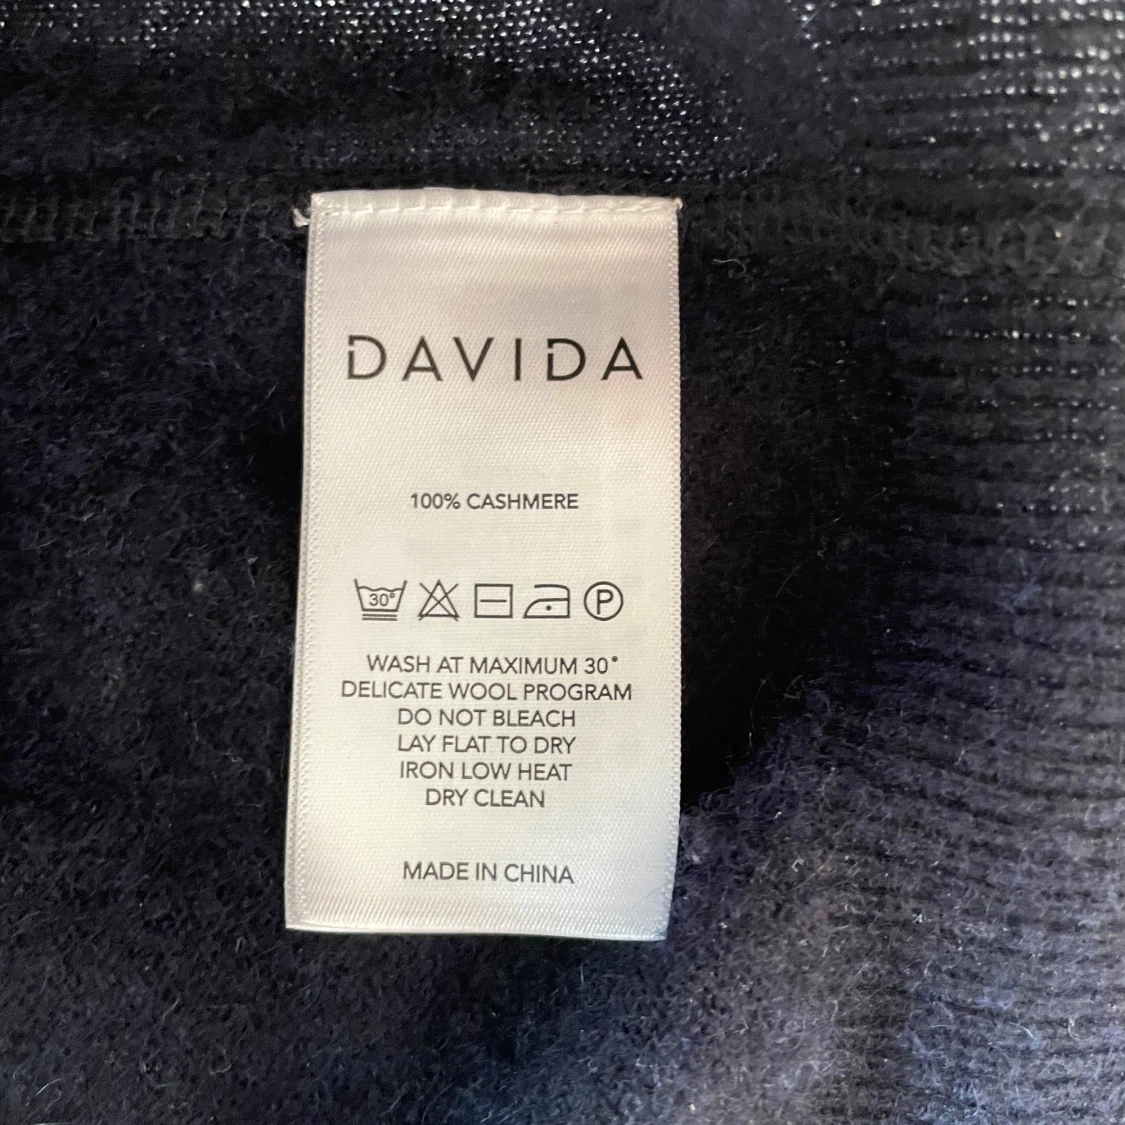 DAVIDA
100% CASHMERE
30° P
WASH AT MAXIMUM 30°
DELICATE WOOL PROGRAM
DO NOT BLEACH
LAY FLAT TO DRY
IRON LOW HEAT
DRY CLEAN
MADE IN CHINA